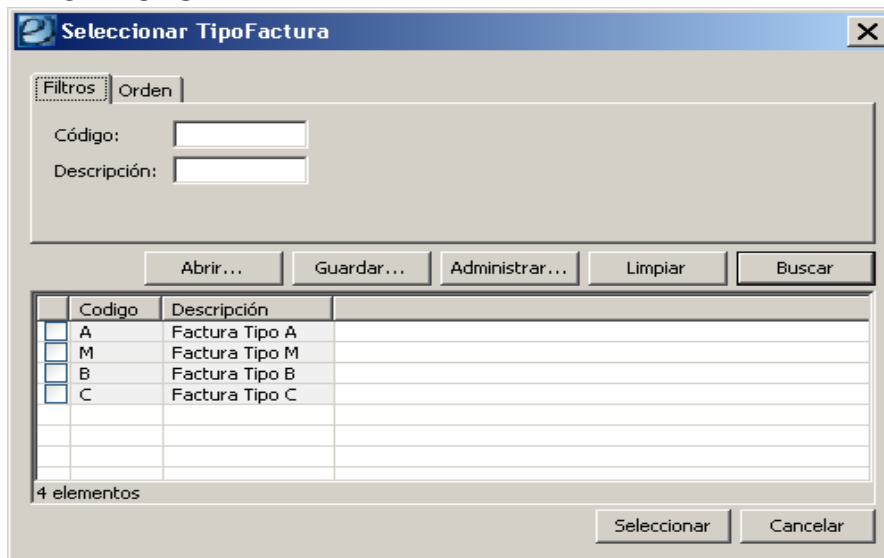 Seleccionar TipoFactura
Filtros Orden
Código:
Descripción:
Abrir... Guardar... Administrar... Limpiar Buscar
Codigo Descripción
A Factura Tipo A
M Factura Tipo M
B Factura Tipo B
C Factura Tipo C
4 elementos
Seleccionar Cancelar